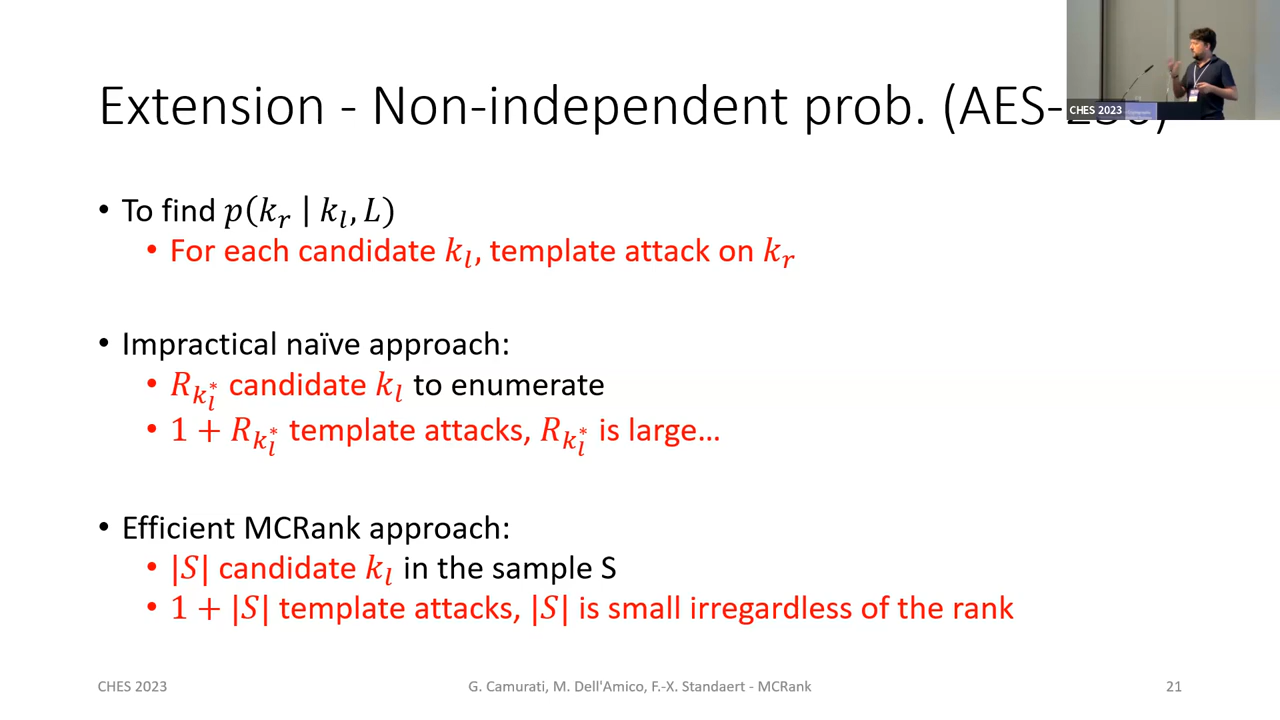 Extension - Non-independent prob. (AES-256)
• To find p(k_r | k_l, L)
• For each candidate k_l, template attack on k_r
• Impractical naïve approach:
• R_{k_l^*} candidate k_l to enumerate
• 1 + R_{k_l^*} template attacks, R_{k_l^*} is large…
• Efficient MCRank approach:
• |S| candidate k_l in the sample S
• 1 + |S| template attacks, |S| is small irregardless of the rank
CHES 2023
G. Camurati, M. Dell'Amico, F.-X. Standaert - MCRank
21
CHES 2023